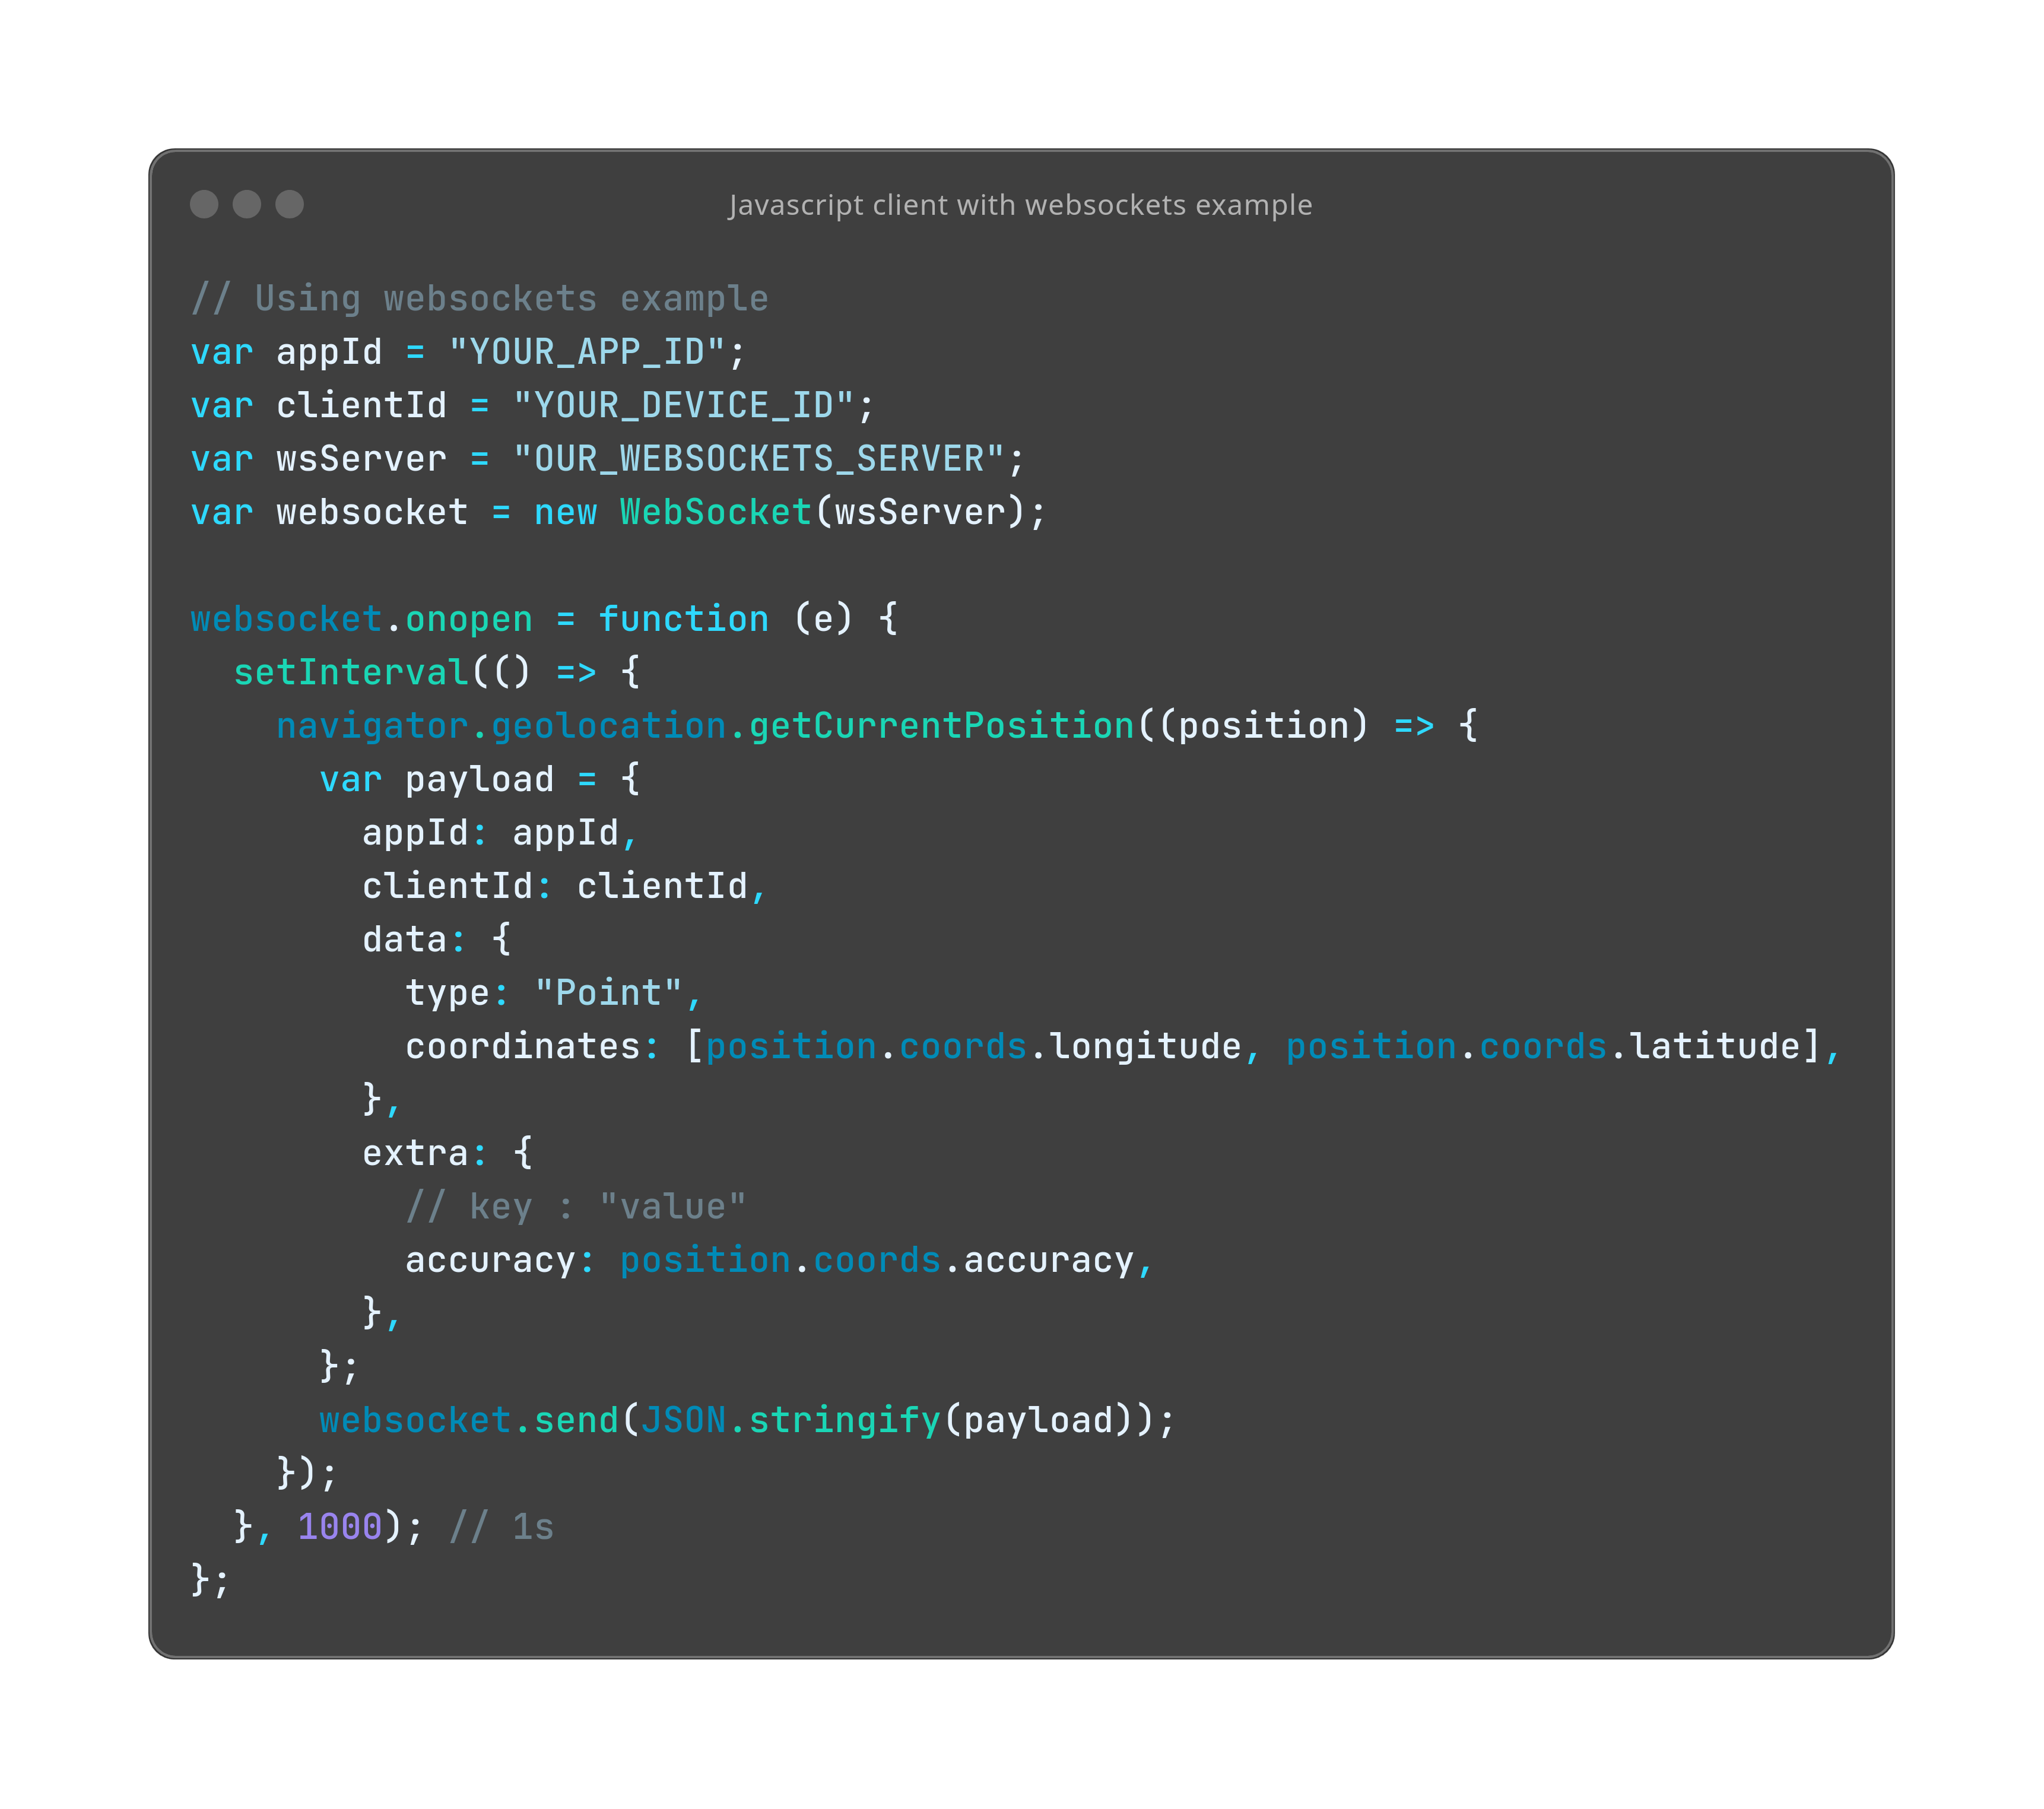 Javascript client with websockets example
// Using websockets example
var appId = "YOUR_APP_ID";
var clientId = "YOUR_DEVICE_ID";
var wsServer = "OUR_WEBSOCKETS_SERVER";
var websocket = new WebSocket(wsServer);

websocket.onopen = function (e) {
  setInterval(() => {
    navigator.geolocation.getCurrentPosition((position) => {
      var payload = {
        appId: appId,
        clientId: clientId,
        data: {
          type: "Point",
          coordinates: [position.coords.longitude, position.coords.latitude],
        },
        extra: {
          // key : "value"
          accuracy: position.coords.accuracy,
        },
      };
      websocket.send(JSON.stringify(payload));
    });
  }, 1000); // 1s
};